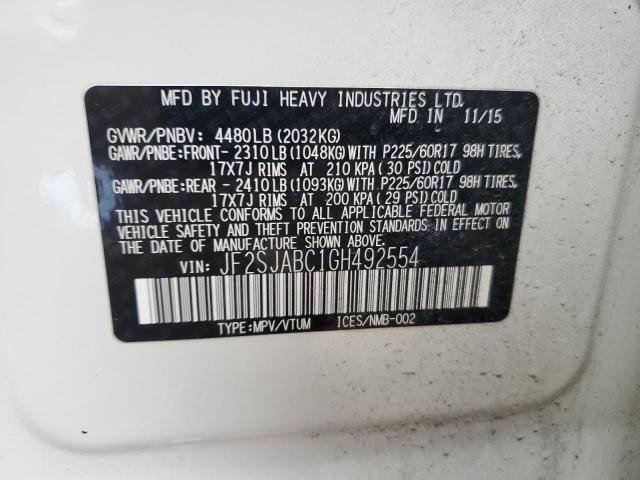 MFD BY FUJI HEAVY INDUSTRIES LTD.
MFD IN 11/15
GVWR/PNBV: 4480LB (2032KG)
GAWR/PNBE:FRONT- 2310LB(1048KG)WITH P225/60R17 98H TIRES,
17X7J RIMS AT 210 KPA ( 30 PSI) COLD
GAWR/PNBE:REAR - 2410LB(1093KG)WITH P225/60R17 98H TIRES,
17X7J RIMS AT 200 KPA ( 29 PSI) COLD
THIS VEHICLE CONFORMS TO ALL APPLICABLE FEDERAL MOTOR
VEHICLE SAFETY AND THEFT PREVENTION STANDARDS IN EFFECT ON
THE DATE OF MANUFACTURE SHOWN ABOVE.
VIN: JF2SJABC1GH492554
TYPE:MPV/VTUM ICES/NMB-002